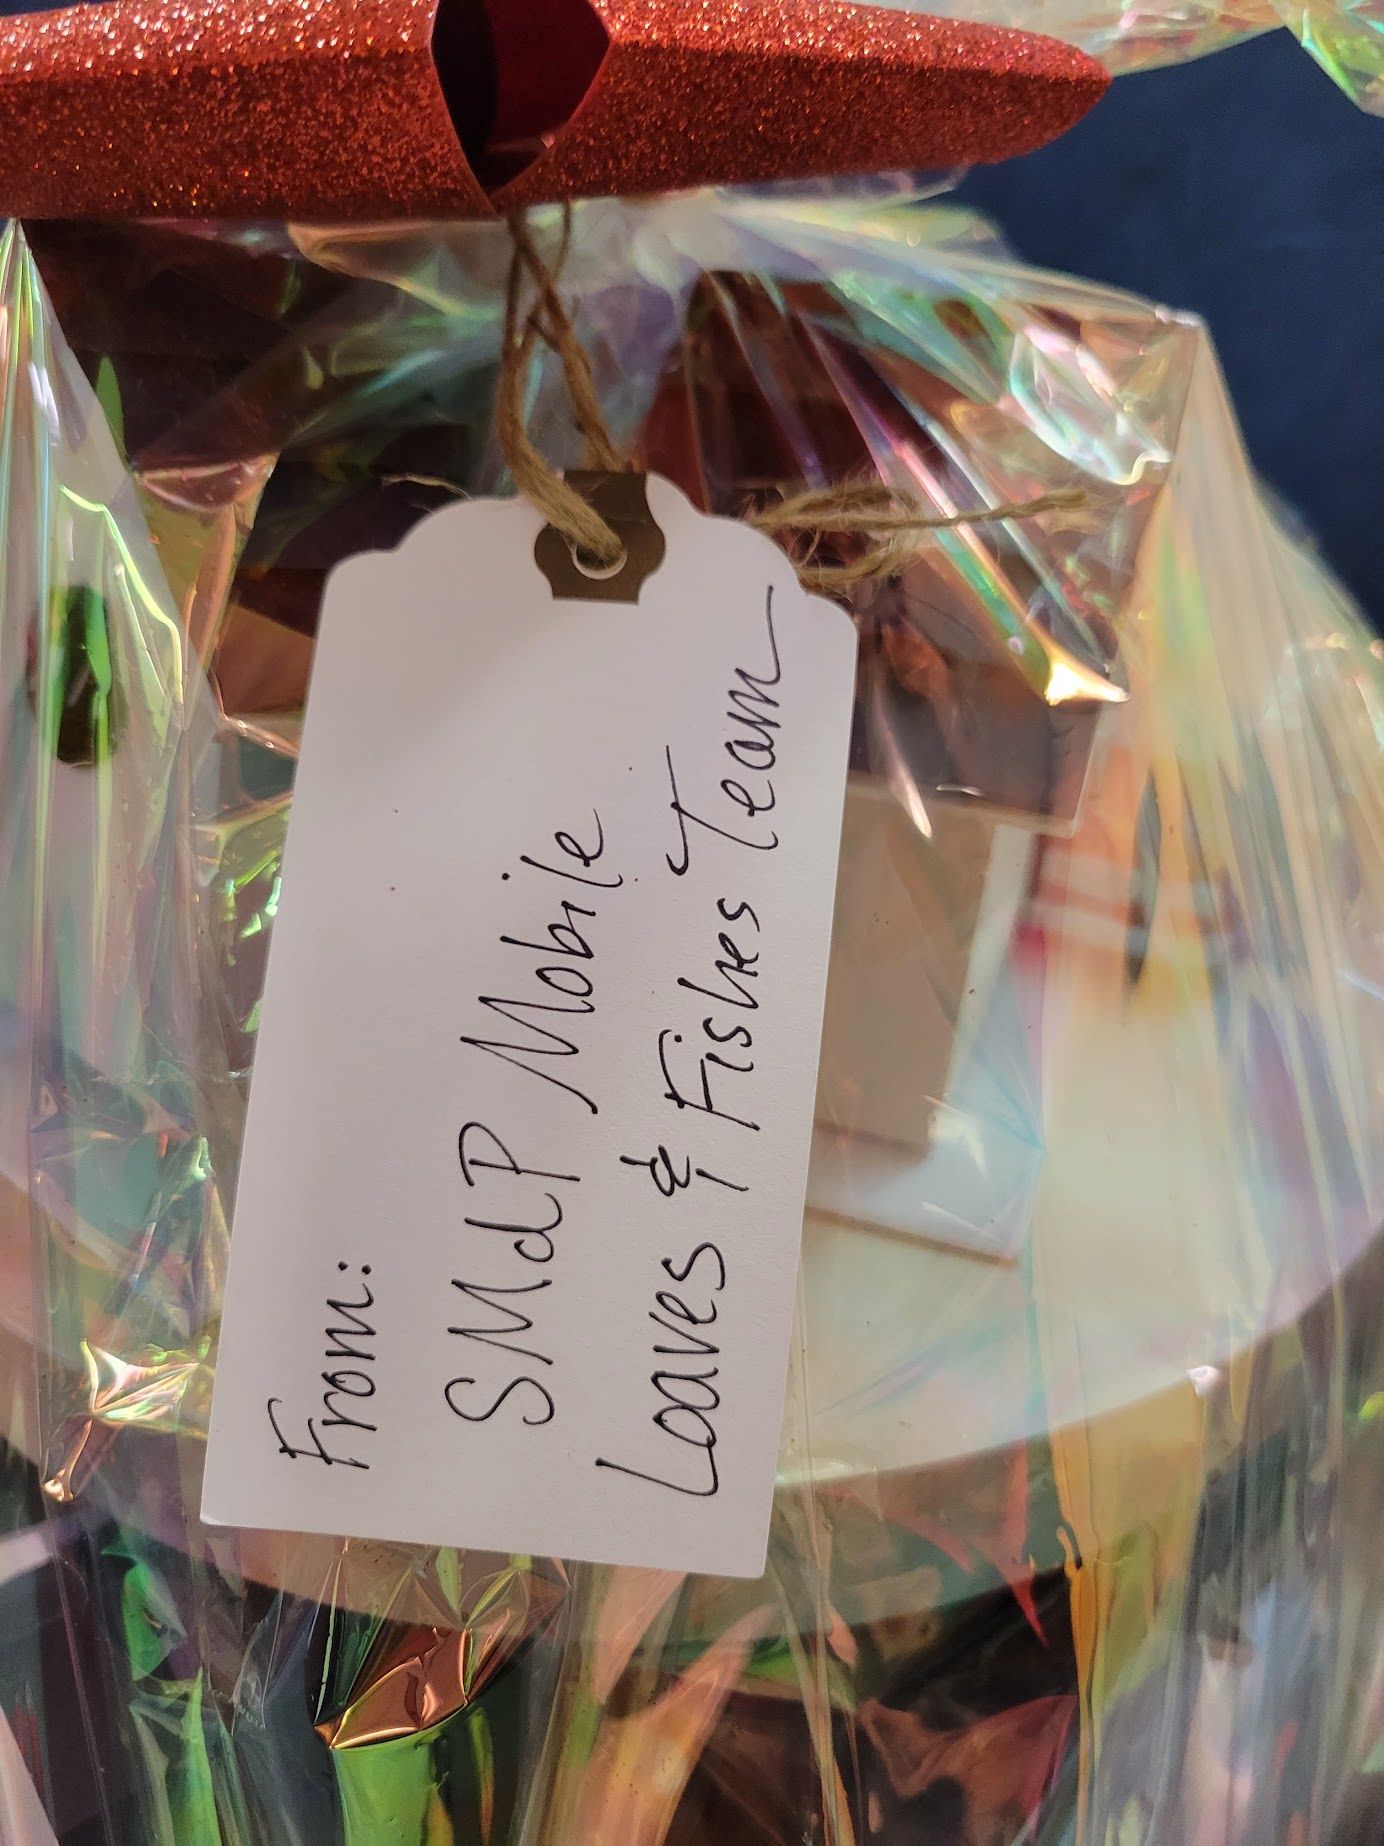 From:
SMdP Mobile
Loaves & Fishes Team